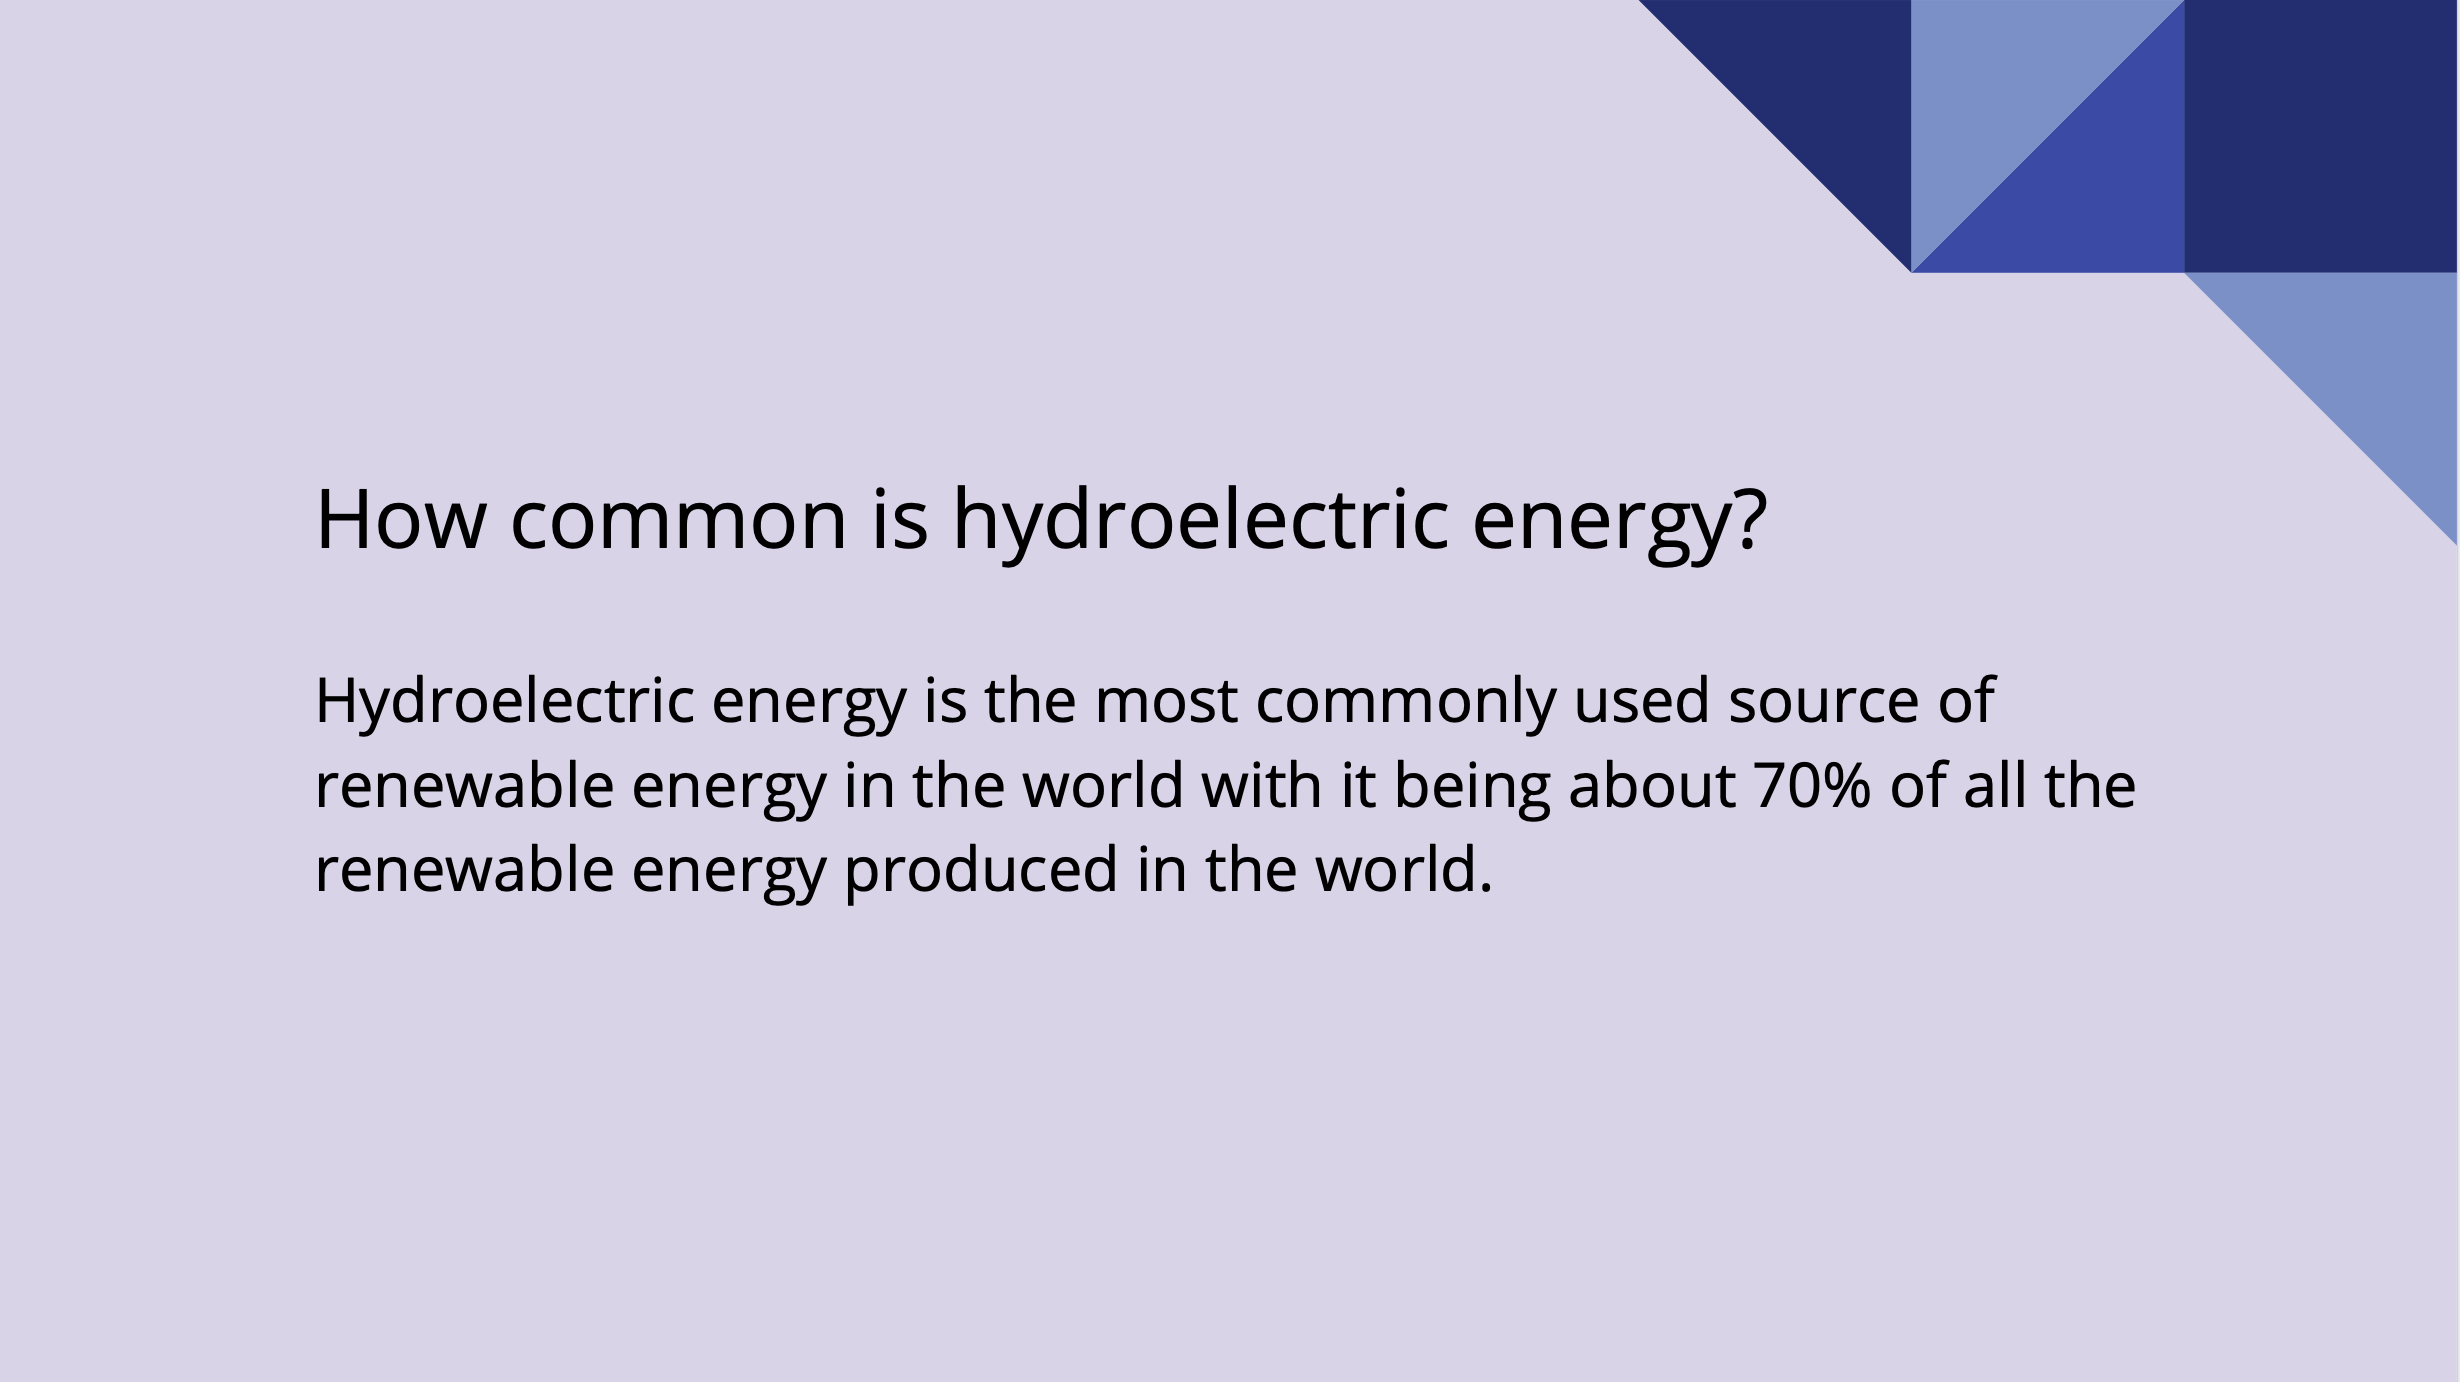 How common is hydroelectric energy?
Hydroelectric energy is the most commonly used source of
renewable energy in the world with it being about 70% of all the
renewable energy produced in the world.